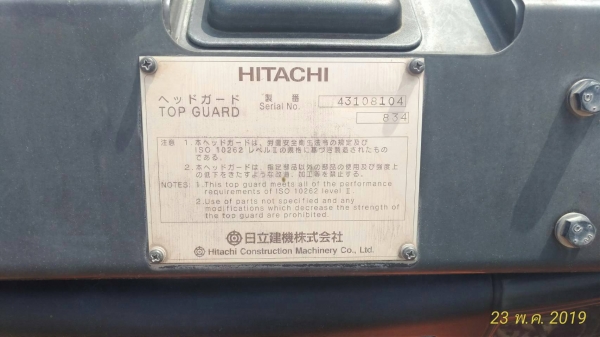 HITACHI
ヘッドガード 製番
TOP GUARD Serial No. 43108104
834
注意 1.本ヘッドガードは、労働安全衛生法等の規定及び
ISO 10262 レベルⅠの規格に基づき製造されたもの
である。
2.本ヘッドガードは、指定部品以外の部品の使用及び強度上
の低下をきたすような改造、加工等を禁止する。
NOTES: 1.This top guard meets all of the performance
requirements of ISO 10262 level Ⅰ.
2.Use of parts not specified and any
modifications which decrease the strength of
the top guard are prohibited.
日立建機株式会社
Hitachi Construction Machinery Co., Ltd.
23 พ.ค. 2019